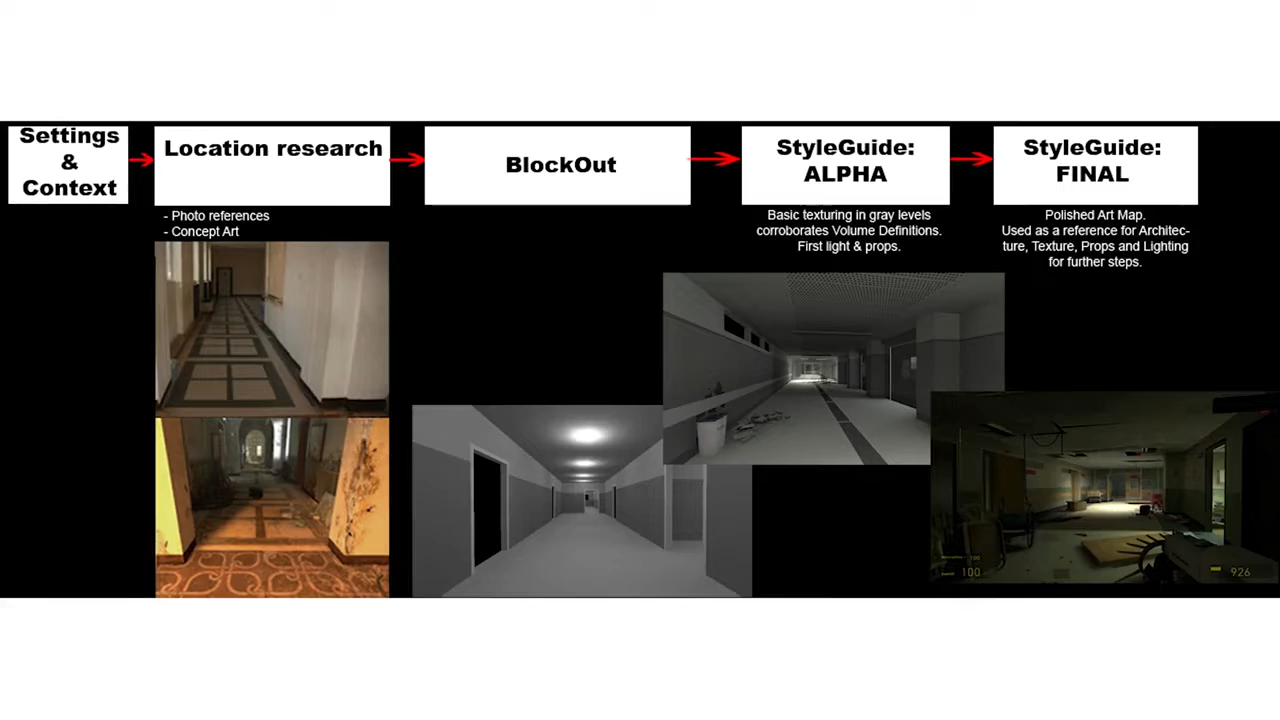 Settings
&
Context
Location research
BlockOut
StyleGuide:
ALPHA
StyleGuide:
FINAL
- Photo references
- Concept Art
Basic texturing in gray levels
corroborates Volume Definitions.
First light & props.
Polished Art Map.
Used as a reference for Architec-
ture, Texture, Props and Lighting
for further steps.
100
926